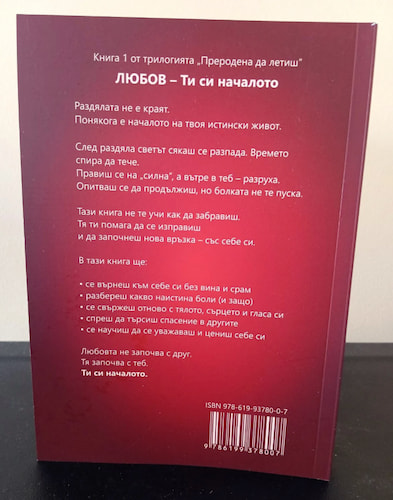 Книга 1 от трилогията „Преродена да летиш“
ЛЮБОВ – Ти си началото
Раздялата не е краят.
Понякога е началото на твоя истински живот.
След раздяла светът сякаш се разпада. Времето
спира да тече.
Правиш се на „силна“, а вътре в теб – разруха.
Опитваш се да продължиш, но болката не те пуска.
Тази книга не те учи как да забравиш.
Тя ти помага да се изправиш
и да започнеш нова връзка – със себе си.
В тази книга ще:
• се върнеш към себе си без вина и срам
• разбереш какво наистина боли (и защо)
• се свържеш отново с тялото, сърцето и гласа си
• спреш да търсиш спасение в другите
• се научиш да се уважаваш и цениш себе си
Любовта не започва с друг.
Тя започва с теб.
Ти си началото.
ISBN 978-619-93780-0-7
9 786199 378007